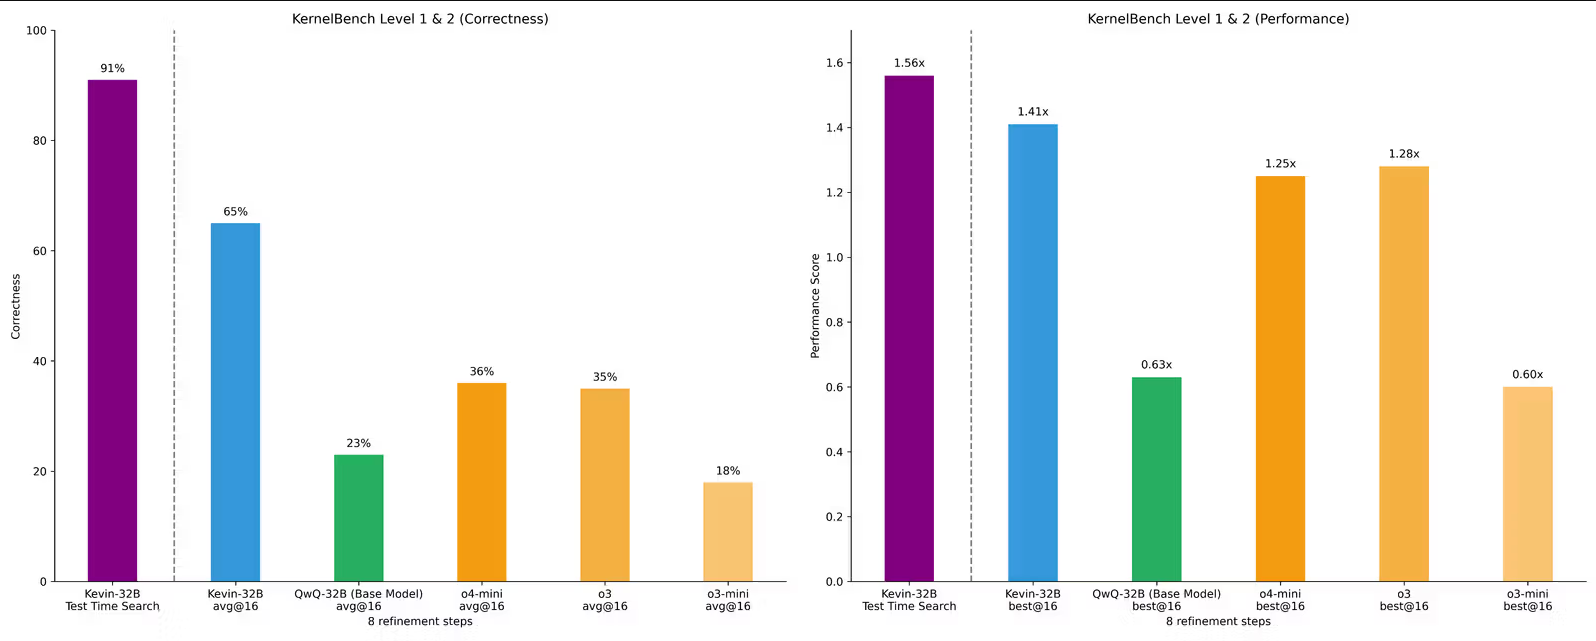 KernelBench Level 1 & 2 (Correctness)
100
80
60
40
20
0
Correctness
91%
65%
23%
36%
35%
18%
Kevin-32B
Test Time Search
Kevin-32B
avg@16
QwQ-32B (Base Model)
avg@16
o4-mini
avg@16
o3
avg@16
o3-mini
avg@16
8 refinement steps
KernelBench Level 1 & 2 (Performance)
1.6
1.4
1.2
1.0
0.8
0.6
0.4
0.2
0.0
Performance Score
1.56x
1.41x
0.63x
1.25x
1.28x
0.60x
Kevin-32B
Test Time Search
Kevin-32B
best@16
QwQ-32B (Base Model)
best@16
o4-mini
best@16
o3
best@16
o3-mini
best@16
8 refinement steps